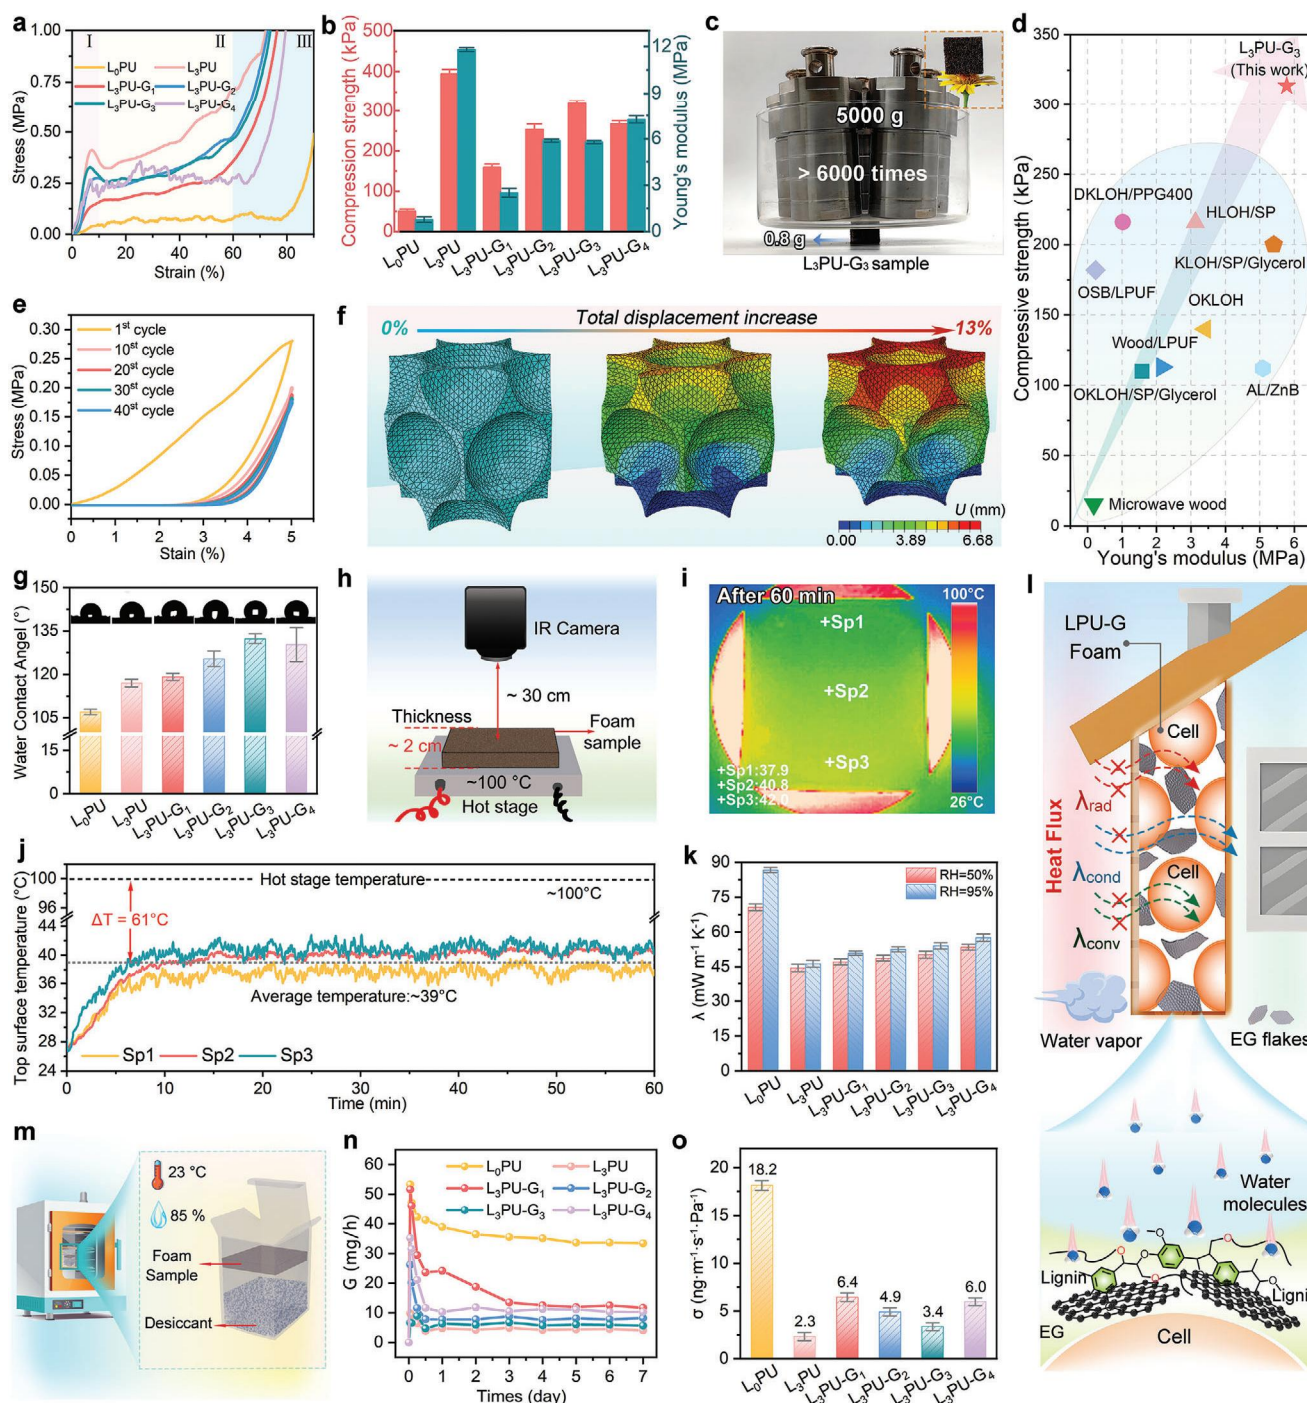 a
I
II
III
1.00
0.75
0.50
0.25
0.00
Stress (MPa)
L₀PU
L₃PU
L₃PU-G₁
L₃PU-G₂
L₃PU-G₃
L₃PU-G₄
0
20
40
60
80
Strain (%)
b
Compression strength (kPa)
500
400
300
200
100
0
12
9
6
3
0
Young's modulus (MPa)
L₀PU
L₃PU
L₃PU-G₁
L₃PU-G₂
L₃PU-G₃
L₃PU-G₄
c
5000 g
> 6000 times
0.8 g
L₃PU-G₃ sample
d
Compressive strength (kPa)
350
300
250
200
150
100
50
0
L₃PU-G₃
(This work)
DKLOH/PPG400
HLOH/SP
KLOH/SP/Glycerol
OSB/LPUF
OKLOH
Wood/LPUF
OKLOH/SP/Glycerol
AL/ZnB
Microwave wood
0
1
2
3
4
5
6
Young's modulus (MPa)
e
Stress (MPa)
0.30
0.25
0.20
0.15
0.10
0.05
0.00
1ˢᵗ cycle
10ˢᵗ cycle
20ˢᵗ cycle
30ˢᵗ cycle
40ˢᵗ cycle
0
1
2
3
4
5
Stain (%)
f
0%
Total displacement increase
13%
U (mm)
0.00
3.89
6.68
g
Water Contact Angel (°)
150
135
120
105
15
0
L₀PU
L₃PU
L₃PU-G₁
L₃PU-G₂
L₃PU-G₃
L₃PU-G₄
h
IR Camera
~ 30 cm
Thickness
~ 2 cm
Foam
sample
~100 °C
Hot stage
i
After 60 min
100°C
+Sp1
+Sp2
+Sp3
+Sp1:37.9
+Sp2:40.8
+Sp3:42.0
26°C
j
Top surface temperature (°C)
100
96
44
40
36
32
28
24
Hot stage temperature
~100°C
ΔT = 61°C
Average temperature:~39°C
Sp1
Sp2
Sp3
0
10
20
30
40
50
60
Time (min)
k
λ (mW m⁻¹ K⁻¹)
90
75
60
45
30
15
0
RH=50%
RH=95%
L₀PU
L₃PU
L₃PU-G₁
L₃PU-G₂
L₃PU-G₃
L₃PU-G₄
l
LPU-G
Foam
Cell
Cell
Heat Flux
λrad
λcond
λconv
Water vapor
EG flakes
Water
molecules
Lignin
EG
Cell
m
23 °C
85 %
Foam
Sample
Desiccant
n
G (mg/h)
60
50
40
30
20
10
0
L₀PU
L₃PU
L₃PU-G₁
L₃PU-G₂
L₃PU-G₃
L₃PU-G₄
0
1
2
3
4
5
6
7
Times (day)
o
σ (ng·m⁻¹·s⁻¹·Pa⁻¹)
20
15
10
5
0
18.2
2.3
6.4
4.9
3.4
6.0
L₀PU
L₃PU
L₃PU-G₁
L₃PU-G₂
L₃PU-G₃
L₃PU-G₄